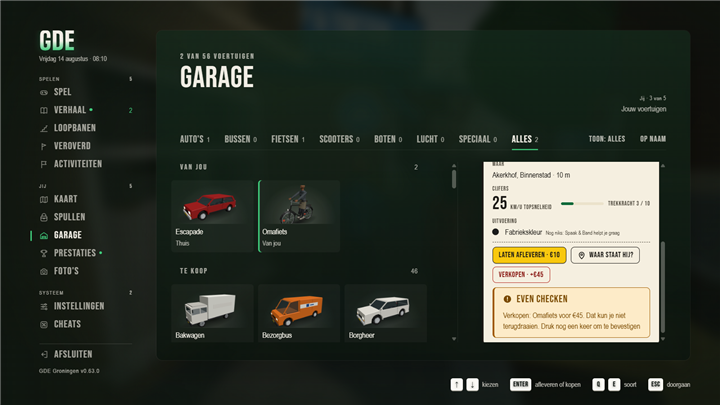 GDE
Vrijdag 14 augustus · 08:10
SPELEN 5
SPEL
VERHAAL 2
LOOPBANEN
VEROVERD
ACTIVITEITEN
JIJ 5
KAART
SPULLEN
GARAGE
PRESTATIES
FOTO'S
SYSTEEM 2
INSTELLINGEN
CHEATS
AFSLUITEN
GDE Groningen v0.63.0
2 VAN 56 VOERTUIGEN
GARAGE
Jij · 3 van 5
Jouw voertuigen
AUTO'S 1 BUSSEN 0 FIETSEN 1 SCOOTERS 0 BOTEN 0 LUCHT 0 SPECIAAL 0 ALLES 2 TOON: ALLES OP NAAM
VAN JOU 2
Escapade
Thuis
Omafiets
Van jou
TE KOOP 46
Bakwagen
Bezorgbus
Borgheer
WAAR
Akerkhof, Binnenstad · 10 m
CIJFERS
25 KM/U TOPSNELHEID TREKKRACHT 3 / 10
UITVOERING
Fabriekskleur Nog niks: Spaak & Band helpt je graag
LATEN AFLEVEREN · €10 WAAR STAAT HIJ?
VERKOPEN · +€45
EVEN CHECKEN
Verkopen: Omafiets voor €45. Dat kun je niet
terugdraaien. Druk nog een keer om te bevestigen
↑ ↓ kiezen ENTER afleveren of kopen Q E soort ESC doorgaan